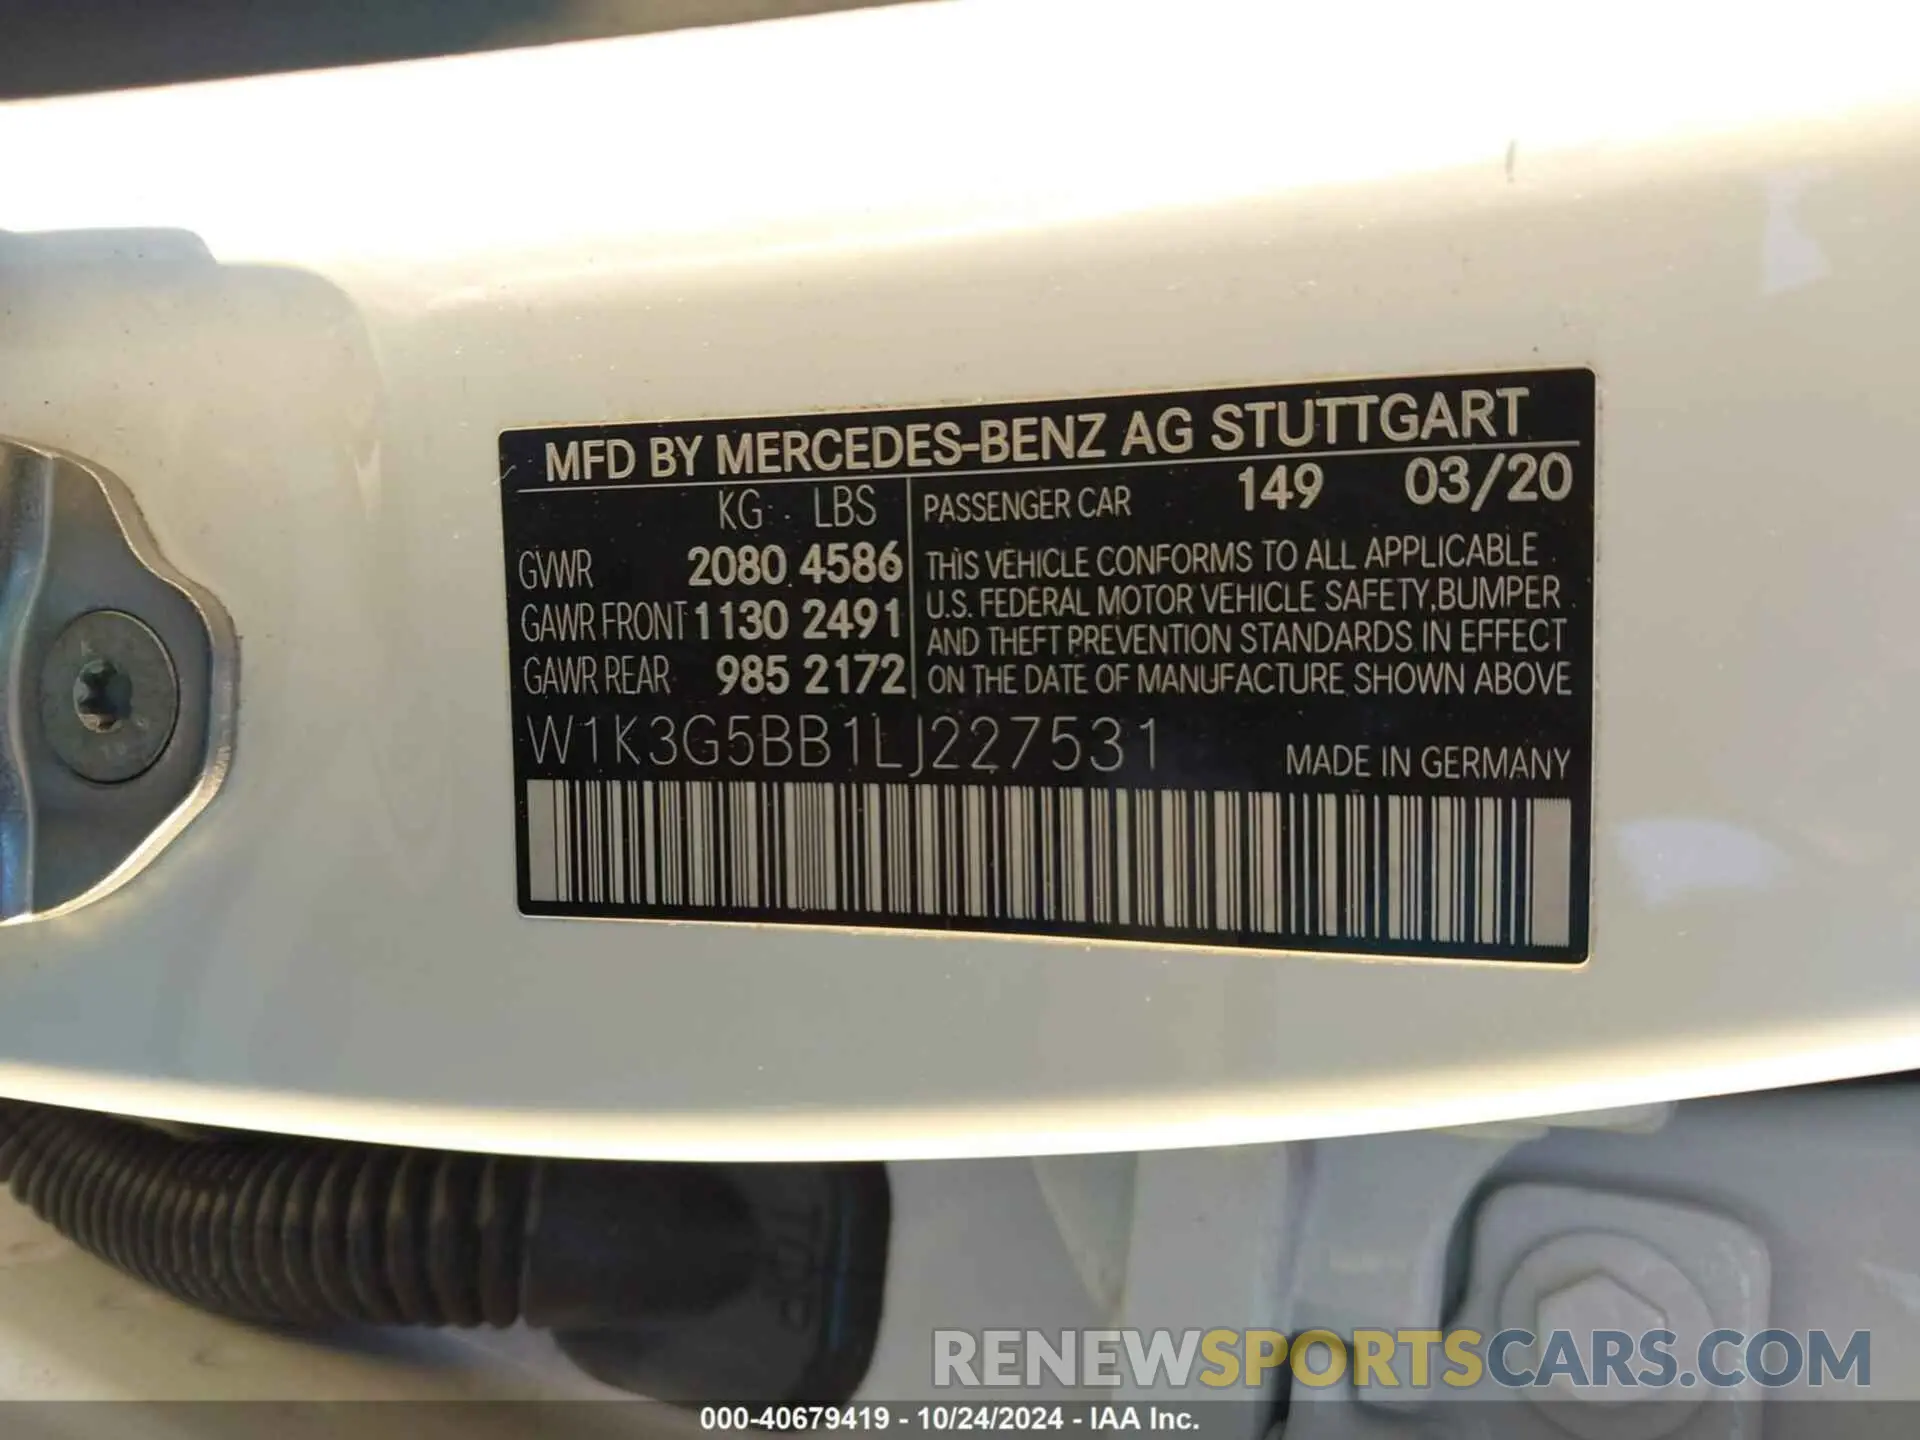 MFD BY MERCEDES-BENZ AG STUTTGART
KG LBS
PASSENGER CAR 149 03/20
GVWR 2080 4586
GAWR FRONT 1130 2491
GAWR REAR 985 2172
THIS VEHICLE CONFORMS TO ALL APPLICABLE
U.S. FEDERAL MOTOR VEHICLE SAFETY, BUMPER
AND THEFT PREVENTION STANDARDS IN EFFECT
ON THE DATE OF MANUFACTURE SHOWN ABOVE
W1K3G5BB1LJ227531
MADE IN GERMANY
RENEWSPORTSCARS.COM
000-40679419 - 10/24/2024 - IAA Inc.